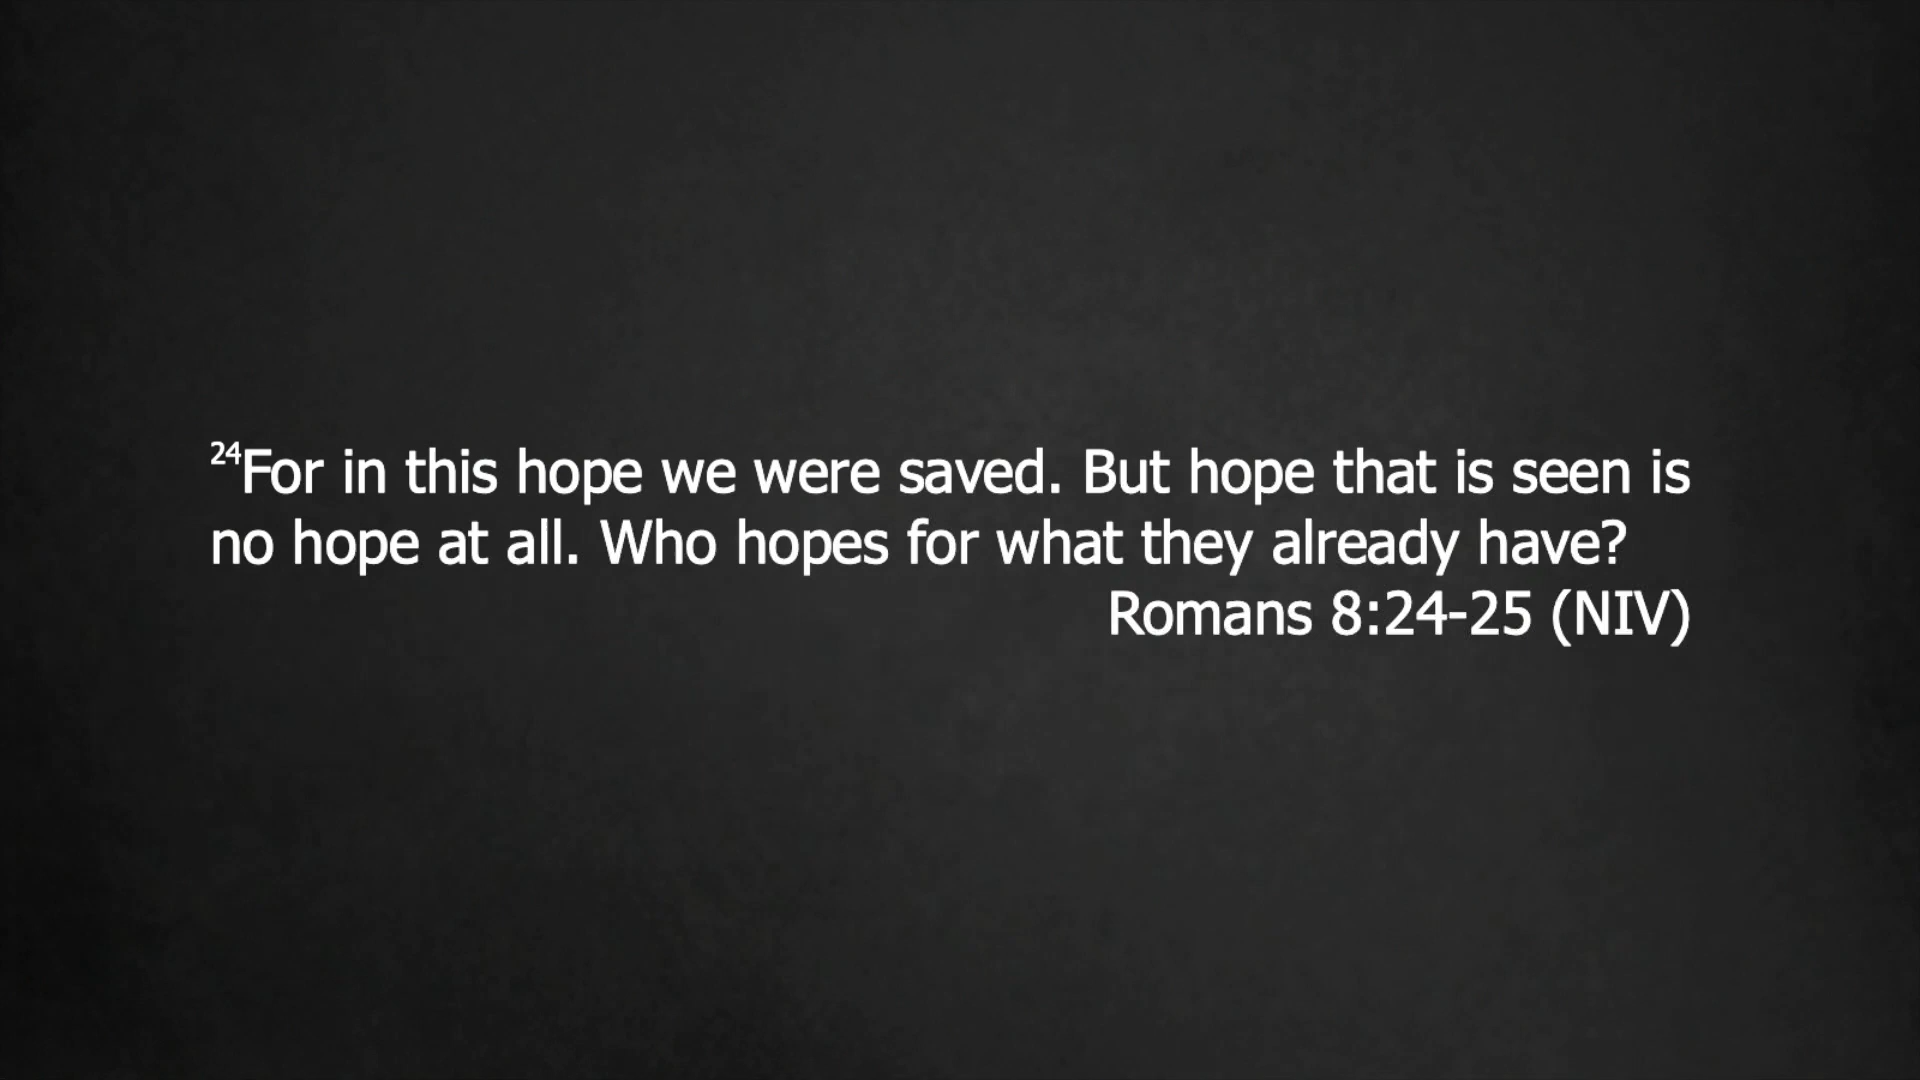 24For in this hope we were saved. But hope that is seen is
no hope at all. Who hopes for what they already have?
Romans 8:24-25 (NIV)